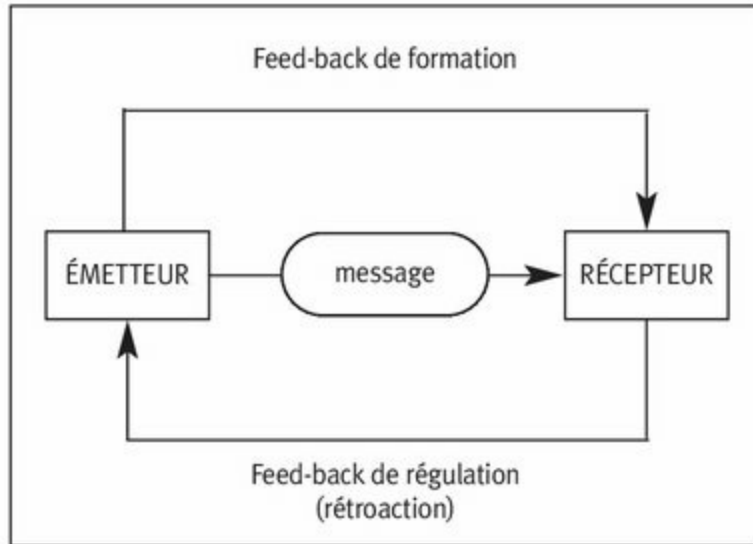 Feed-back de formation
ÉMETTEUR
message
RÉCEPTEUR
Feed-back de régulation
(rétroaction)